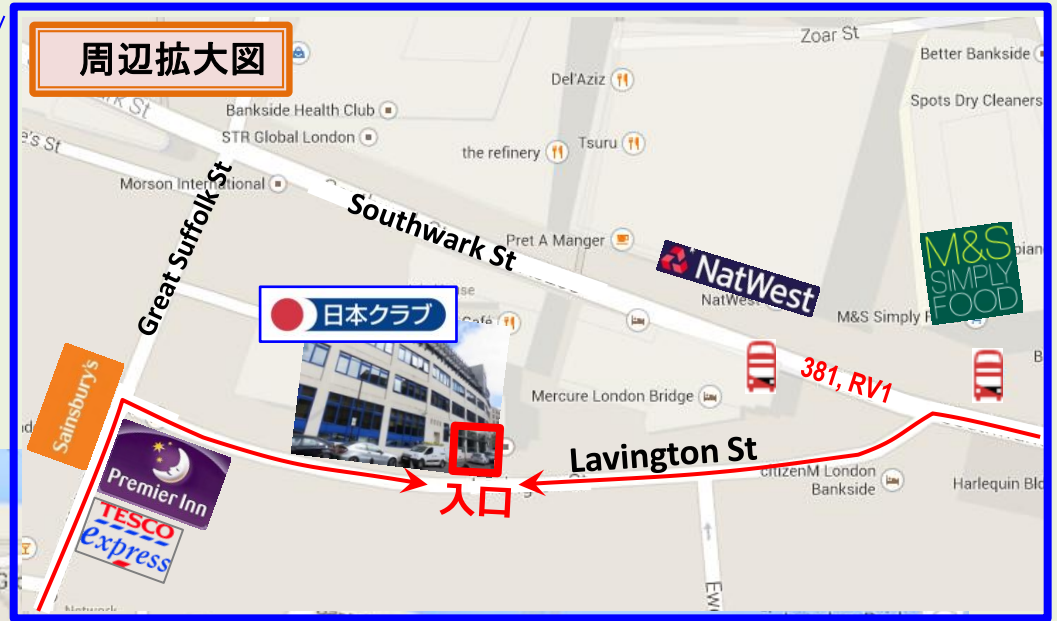 周辺拡大図
Zoar St
Better Bankside
Del'Aziz
Spots Dry Cleaners
Bankside Health Club
STR Global London
Tsuru
the refinery
Morson International
Great Suffolk St
Southwark St
Pret A Manger
NatWest
NatWest
M&S
SIMPLY
FOOD
M&S Simply F
日本クラブ
Café
381, RV1
Sainsbury's
Mercure London Bridge
Premier Inn
TESCO
express
Lavington St
入口
citizenM London
Bankside
Harlequin Bld
Network